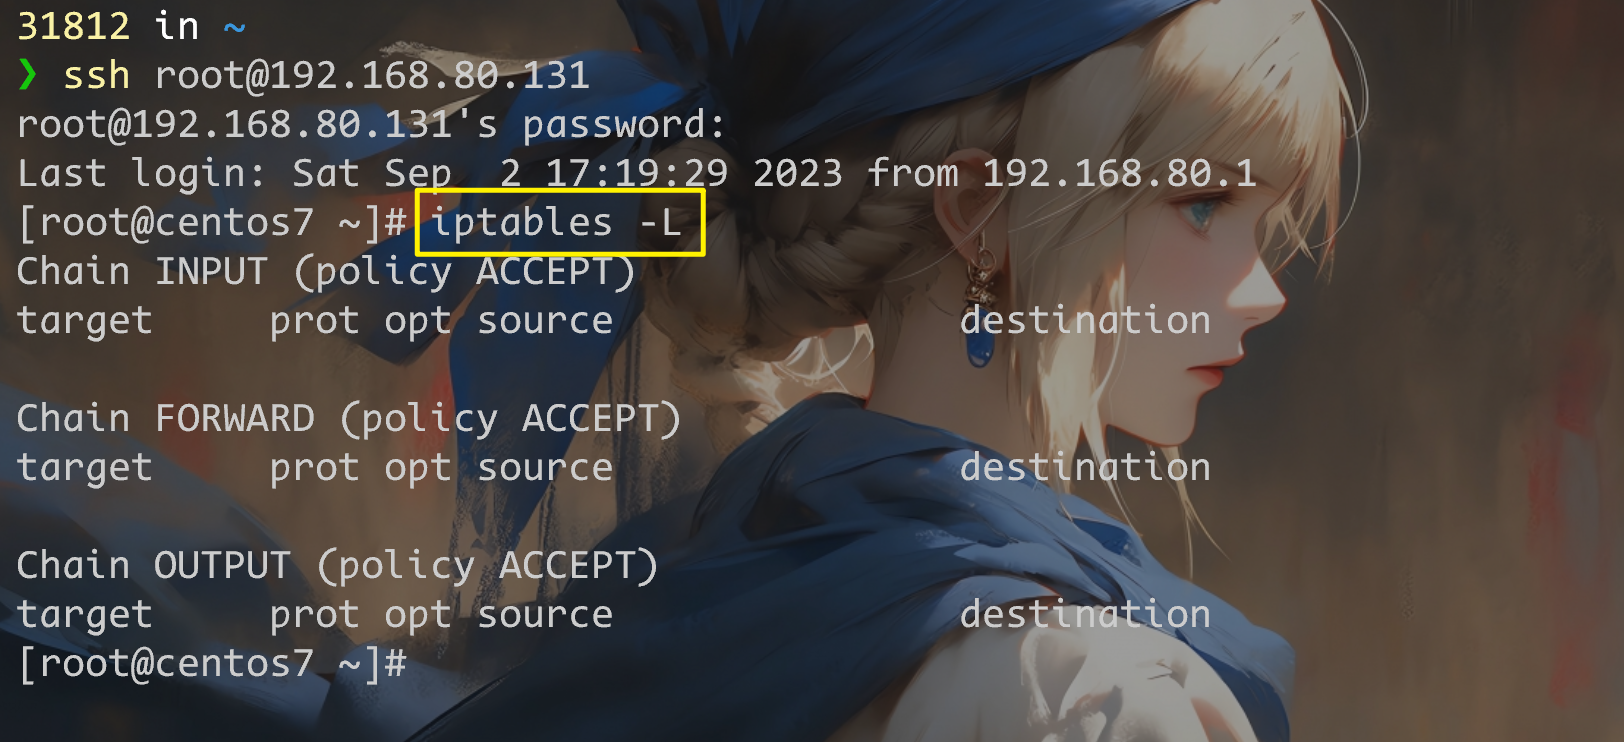 31812 in ~
❯ ssh root@192.168.80.131
root@192.168.80.131's password:
Last login: Sat Sep  2 17:19:29 2023 from 192.168.80.1
[root@centos7 ~]# iptables -L
Chain INPUT (policy ACCEPT)
target     prot opt source               destination
Chain FORWARD (policy ACCEPT)
target     prot opt source               destination
Chain OUTPUT (policy ACCEPT)
target     prot opt source               destination
[root@centos7 ~]#